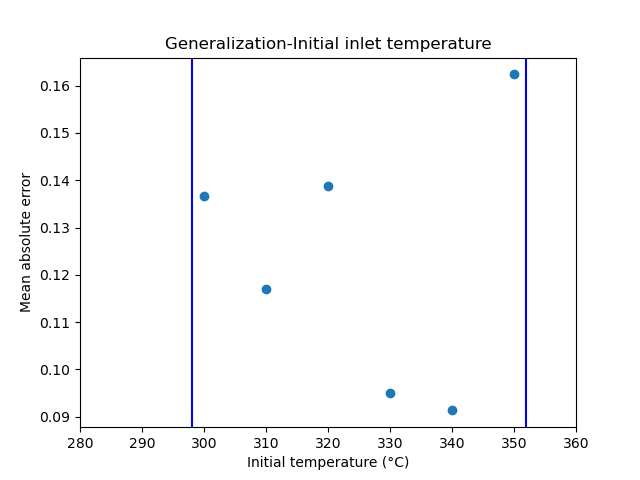 Generalization-Initial inlet temperature
0.16
0.15
0.14
0.13
0.12
0.11
0.10
0.09
Mean absolute error
280 290 300 310 320 330 340 350 360
Initial temperature (°C)